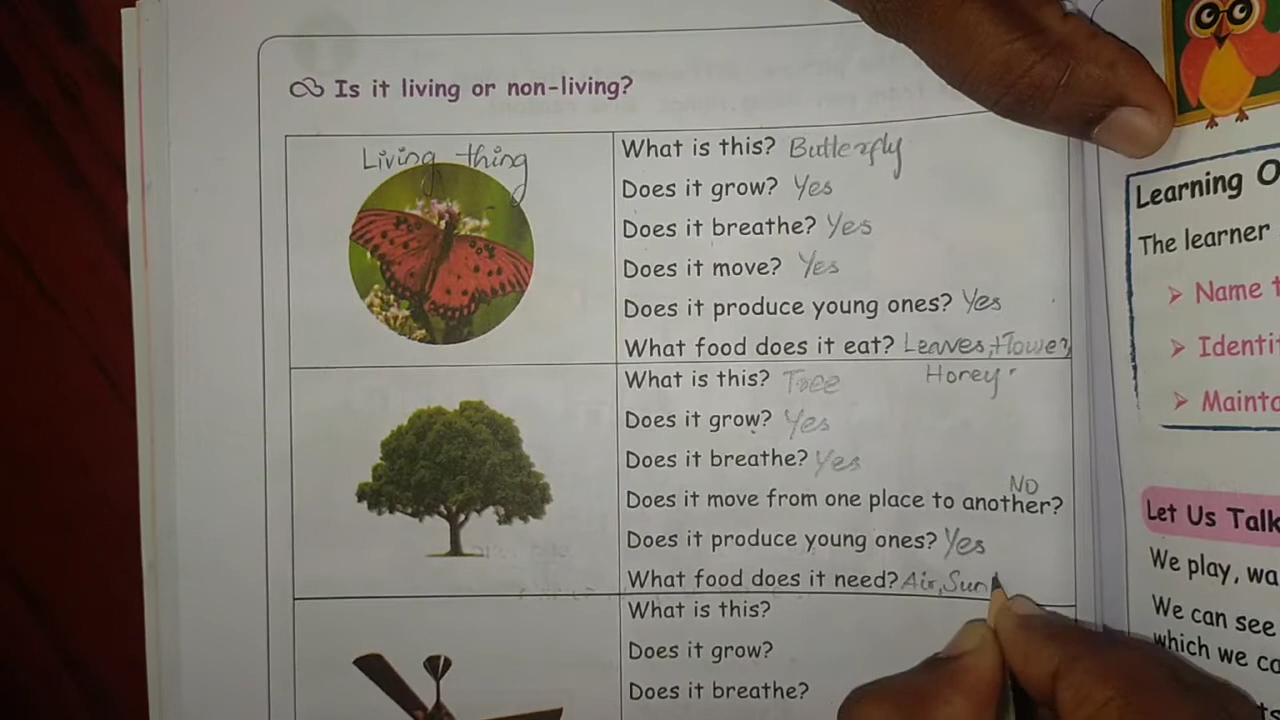 Is it living or non-living?
Living thing
What is this? Butterfly
Does it grow? Yes
Does it breathe? Yes
Does it move? Yes
Does it produce young ones? Yes
What food does it eat? Leaves, Flower,
Honey
What is this? Tree
Does it grow? Yes
Does it breathe? Yes
NO
Does it move from one place to another?
Does it produce young ones? Yes
What food does it need? Air, Sun
What is this?
Does it grow?
Does it breathe?
Learning O
The learner
Name t
Identi
Mainta
Let Us Talk
We play, wa
We can see
which we ca